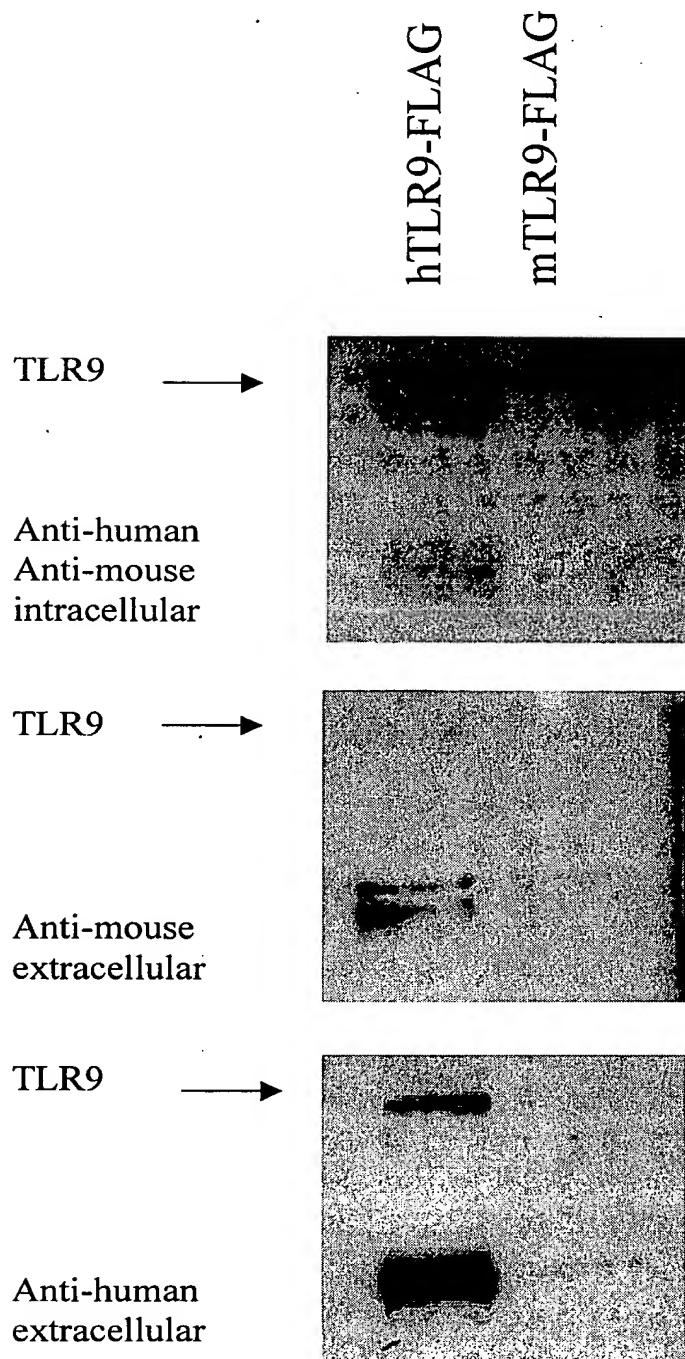 hTLR9-FLAG
mTLR9-FLAG
TLR9
Anti-human
Anti-mouse
intracellular
TLR9
Anti-mouse
extracellular
TLR9
Anti-human
extracellular